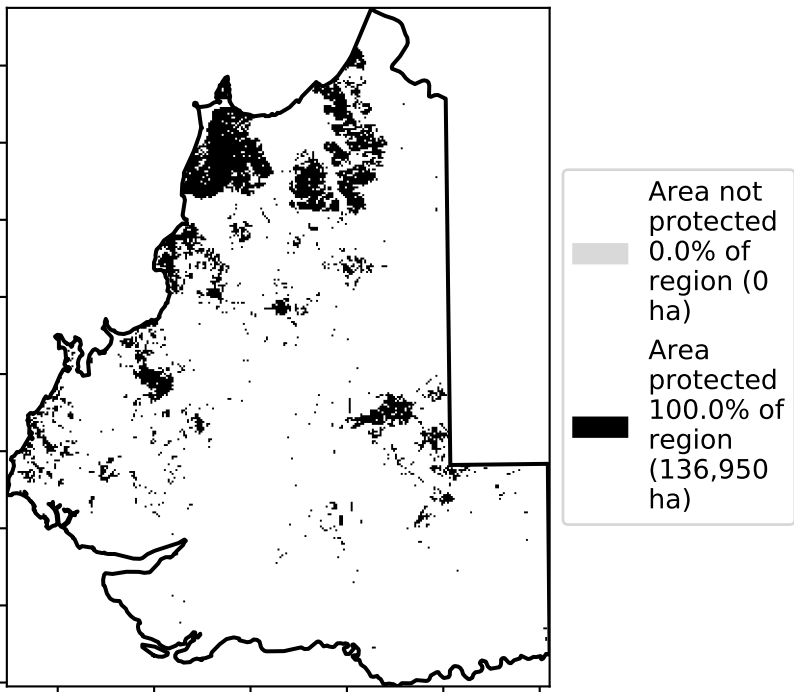 Area not
protected
0.0% of
region (0
ha)
Area
protected
100.0% of
region
(136,950
ha)